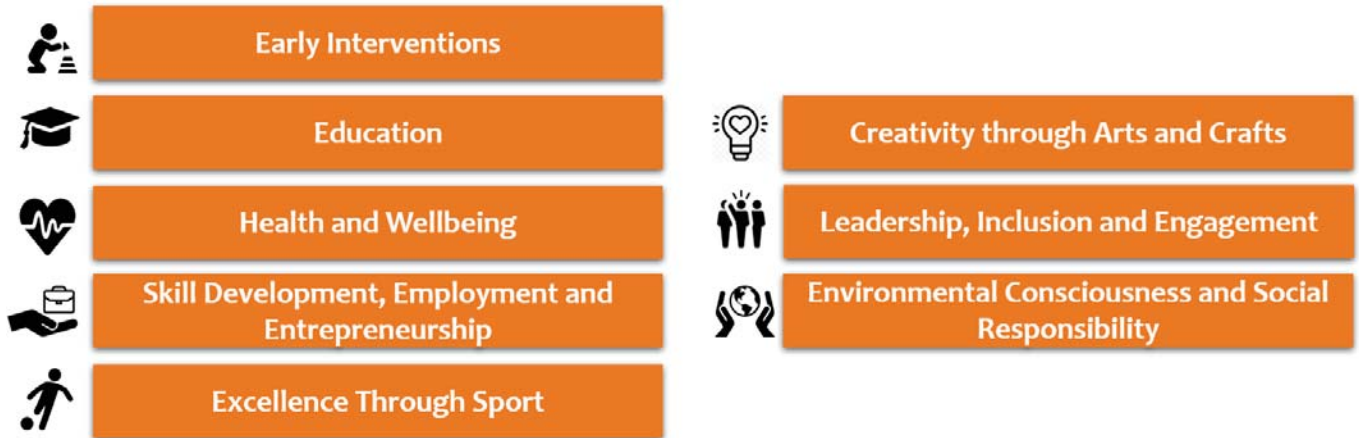 Early Interventions
Education
Health and Wellbeing
Skill Development, Employment and
Entrepreneurship
Excellence Through Sport
Creativity through Arts and Crafts
Leadership, Inclusion and Engagement
Environmental Consciousness and Social
Responsibility